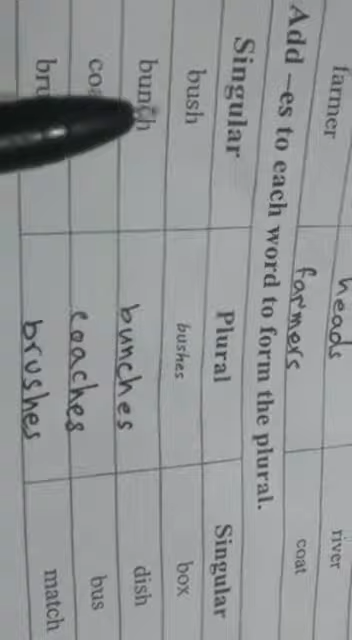 heads river
farmer farmers coat
Add –es to each word to form the plural.
Singular Plural Singular
bush bushes box
bunch bunches dish
coaches bus
brushes match